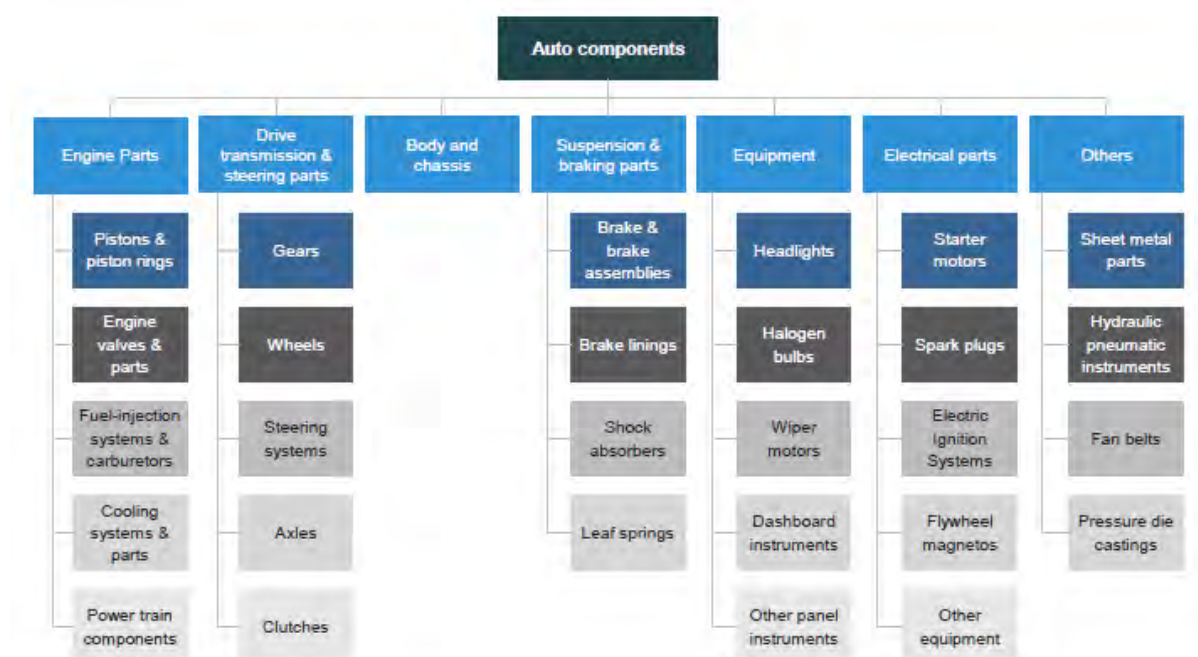 Auto components
Engine Parts
Drive
transmission &
steering parts
Body and
chassis
Suspension &
braking parts
Equipment
Electrical parts
Others
Pistons &
piston rings
Gears
Brake &
brake
assemblies
Headlights
Starter
motors
Sheet metal
parts
Engine
valves &
parts
Wheels
Brake linings
Halogen
bulbs
Spark plugs
Hydraulic
pneumatic
instruments
Fuel-injection
systems &
carburetors
Steering
systems
Shock
absorbers
Wiper
motors
Electric
Ignition
Systems
Fan belts
Cooling
systems &
parts
Axles
Leaf springs
Dashboard
instruments
Flywheel
magnetos
Pressure die
castings
Power train
components
Clutches
Other panel
instruments
Other
equipment